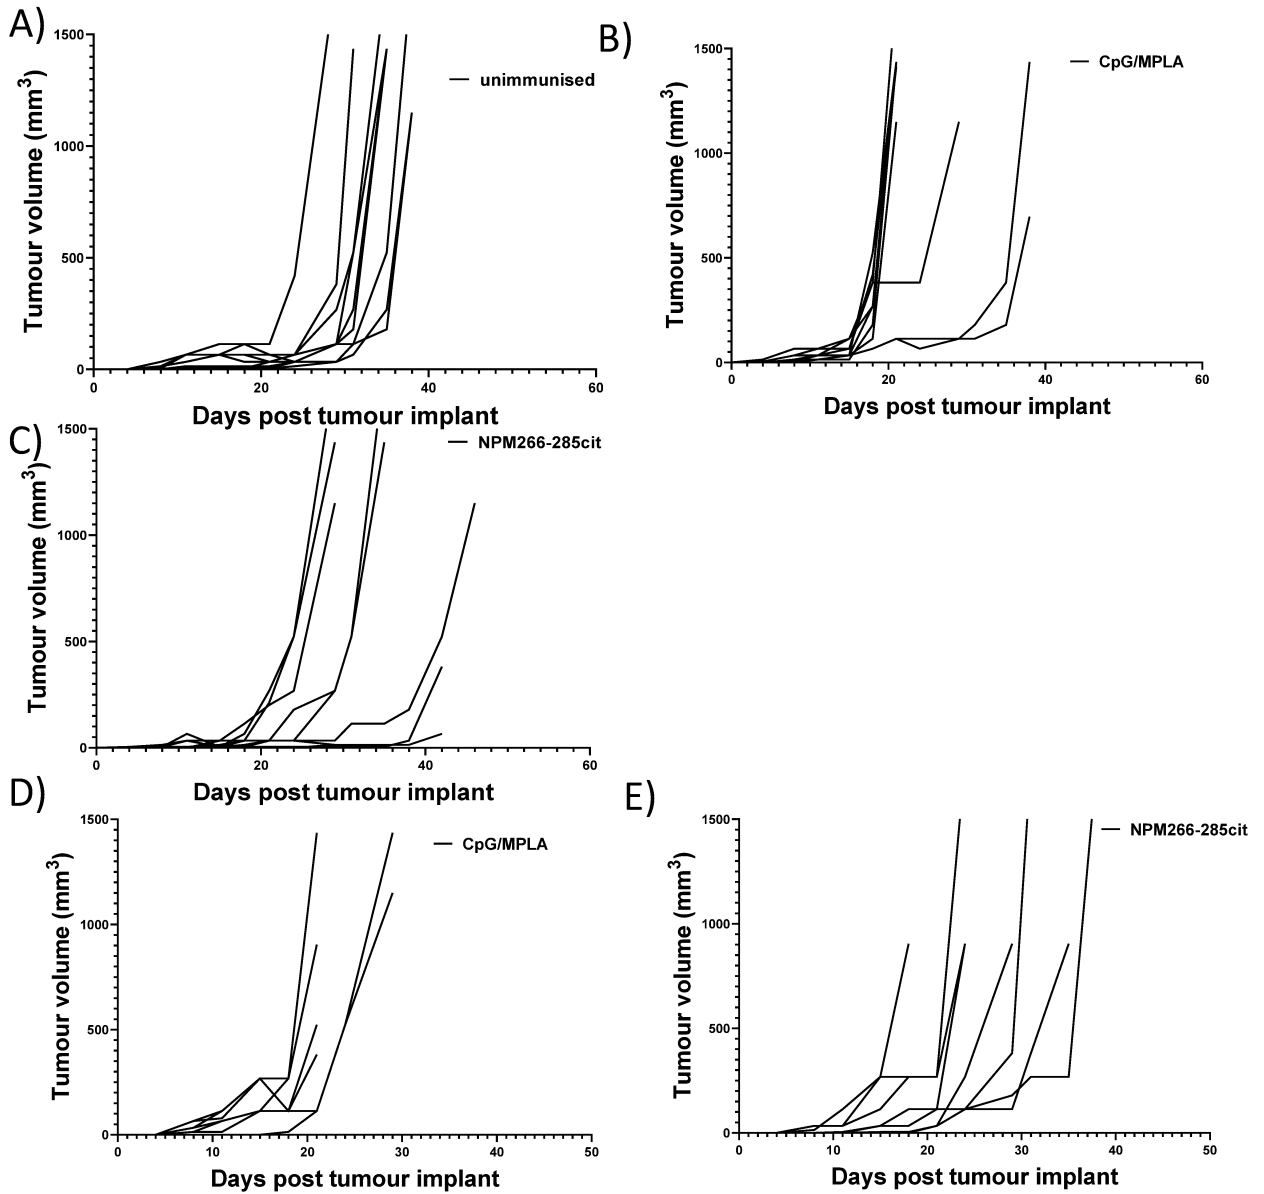 A)
1500
1000
500
0
0 20 40 60
Tumour volume (mm³)
Days post tumour implant
unimmunised
B)
1500
1000
500
0
0 20 40 60
Tumour volume (mm³)
Days post tumour implant
CpG/MPLA
C)
1500
1000
500
0
0 20 40 60
Tumour volume (mm³)
Days post tumour implant
NPM266-285cit
D)
1500
1000
500
0
0 10 20 30 40 50
Tumour volume (mm³)
Days post tumour implant
CpG/MPLA
E)
1500
1000
500
0
0 10 20 30 40 50
Tumour volume (mm³)
Days post tumour implant
NPM266-285cit